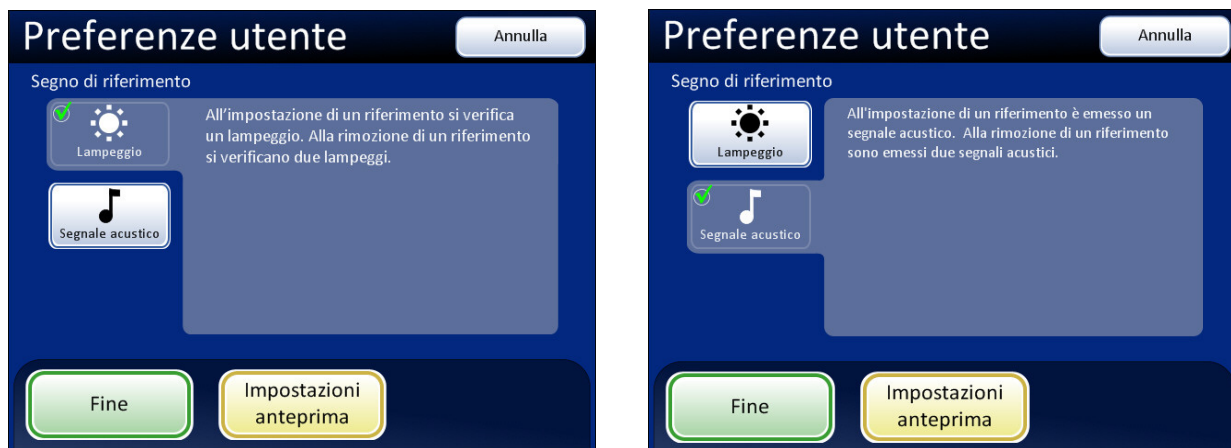 Preferenze utente
Annulla
Segno di riferimento
Lampeggio
All'impostazione di un riferimento si verifica
un lampeggio. Alla rimozione di un riferimento
si verificano due lampeggi.
Segnale acustico
Fine
Impostazioni
anteprima
Preferenze utente
Annulla
Segno di riferimento
Lampeggio
All'impostazione di un riferimento è emesso un
segnale acustico. Alla rimozione di un riferimento
sono emessi due segnali acustici.
Segnale acustico
Fine
Impostazioni
anteprima